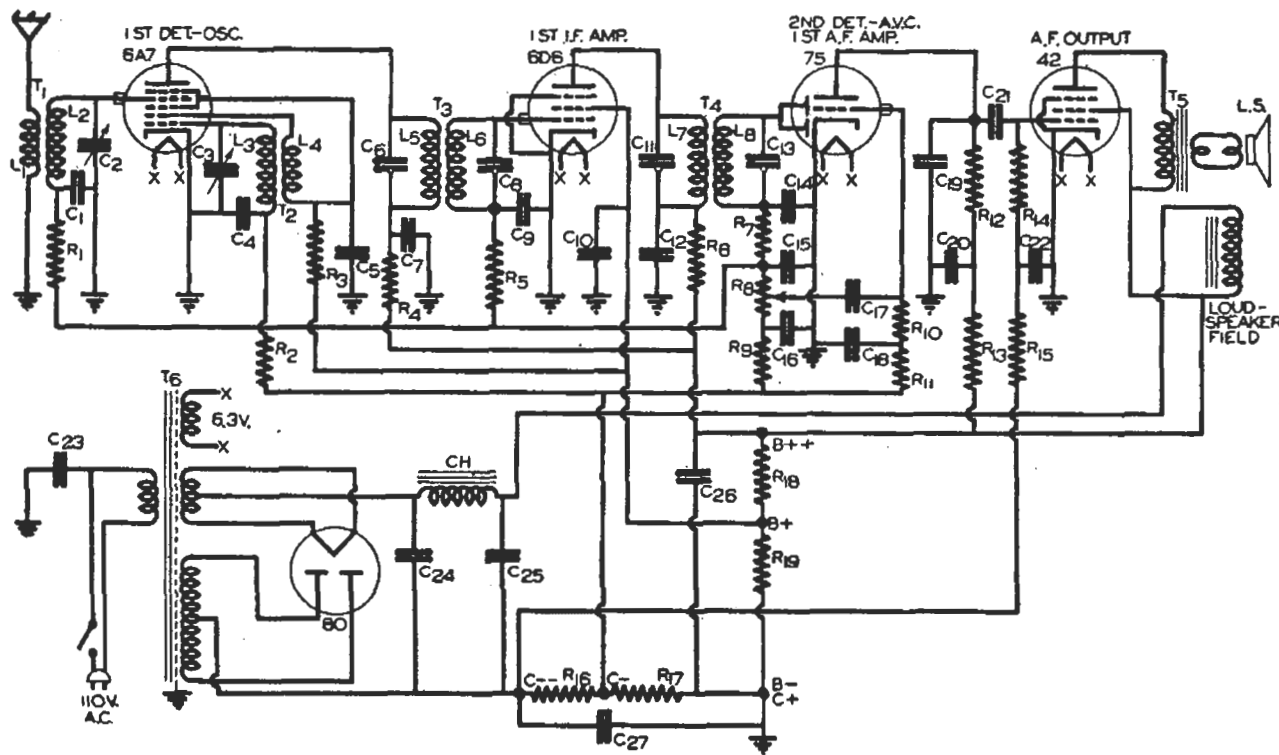 1ST DET-OSC.
6A7
1ST I.F. AMP.
6D6
2ND DET.-A.V.C.
1ST A.F. AMP.
75
A.F. OUTPUT
42
T1
L1
L2
C2
C1
R1
X X
C3
L3
L4
T2
C4
R2
R3
C5
C6
L5
T3
L6
C7
R4
C8
C9
R5
X X
C10
C11
C12
L7
T4
L8
R6
C13
C14
R7
C15
R8
C16
R9
X X
C17
C18
R10
R11
C19
C20
C21
R12
R13
R14
C22
R15
X X
T5
L.S.
LOUD-
SPEAKER
FIELD
T6
X
6.3V.
X
C23
110V.
A.C.
80
CH
C24
C25
C26
B++
R18
B+
R19
C--
R16
C-
R17
B-
C+
C27